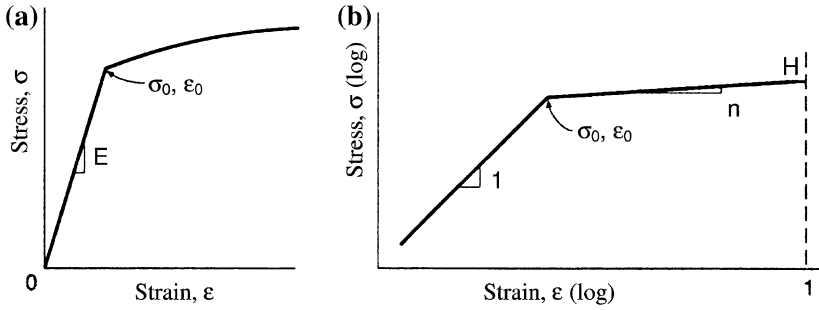 (a)
Stress, σ
σ0, ε0
E
0
Strain, ε
(b)
Stress, σ (log)
H
n
σ0, ε0
1
Strain, ε (log)
1